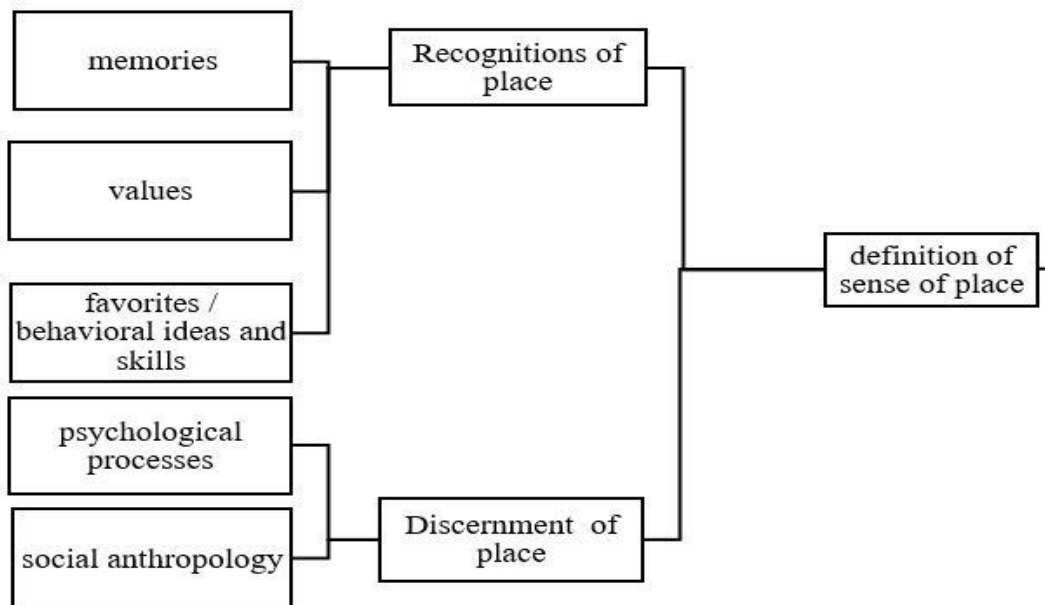 memories
Recognitions of
place
values
favorites /
behavioral ideas and
skills
definition of
sense of place
psychological
processes
Discernment of
place
social anthropology